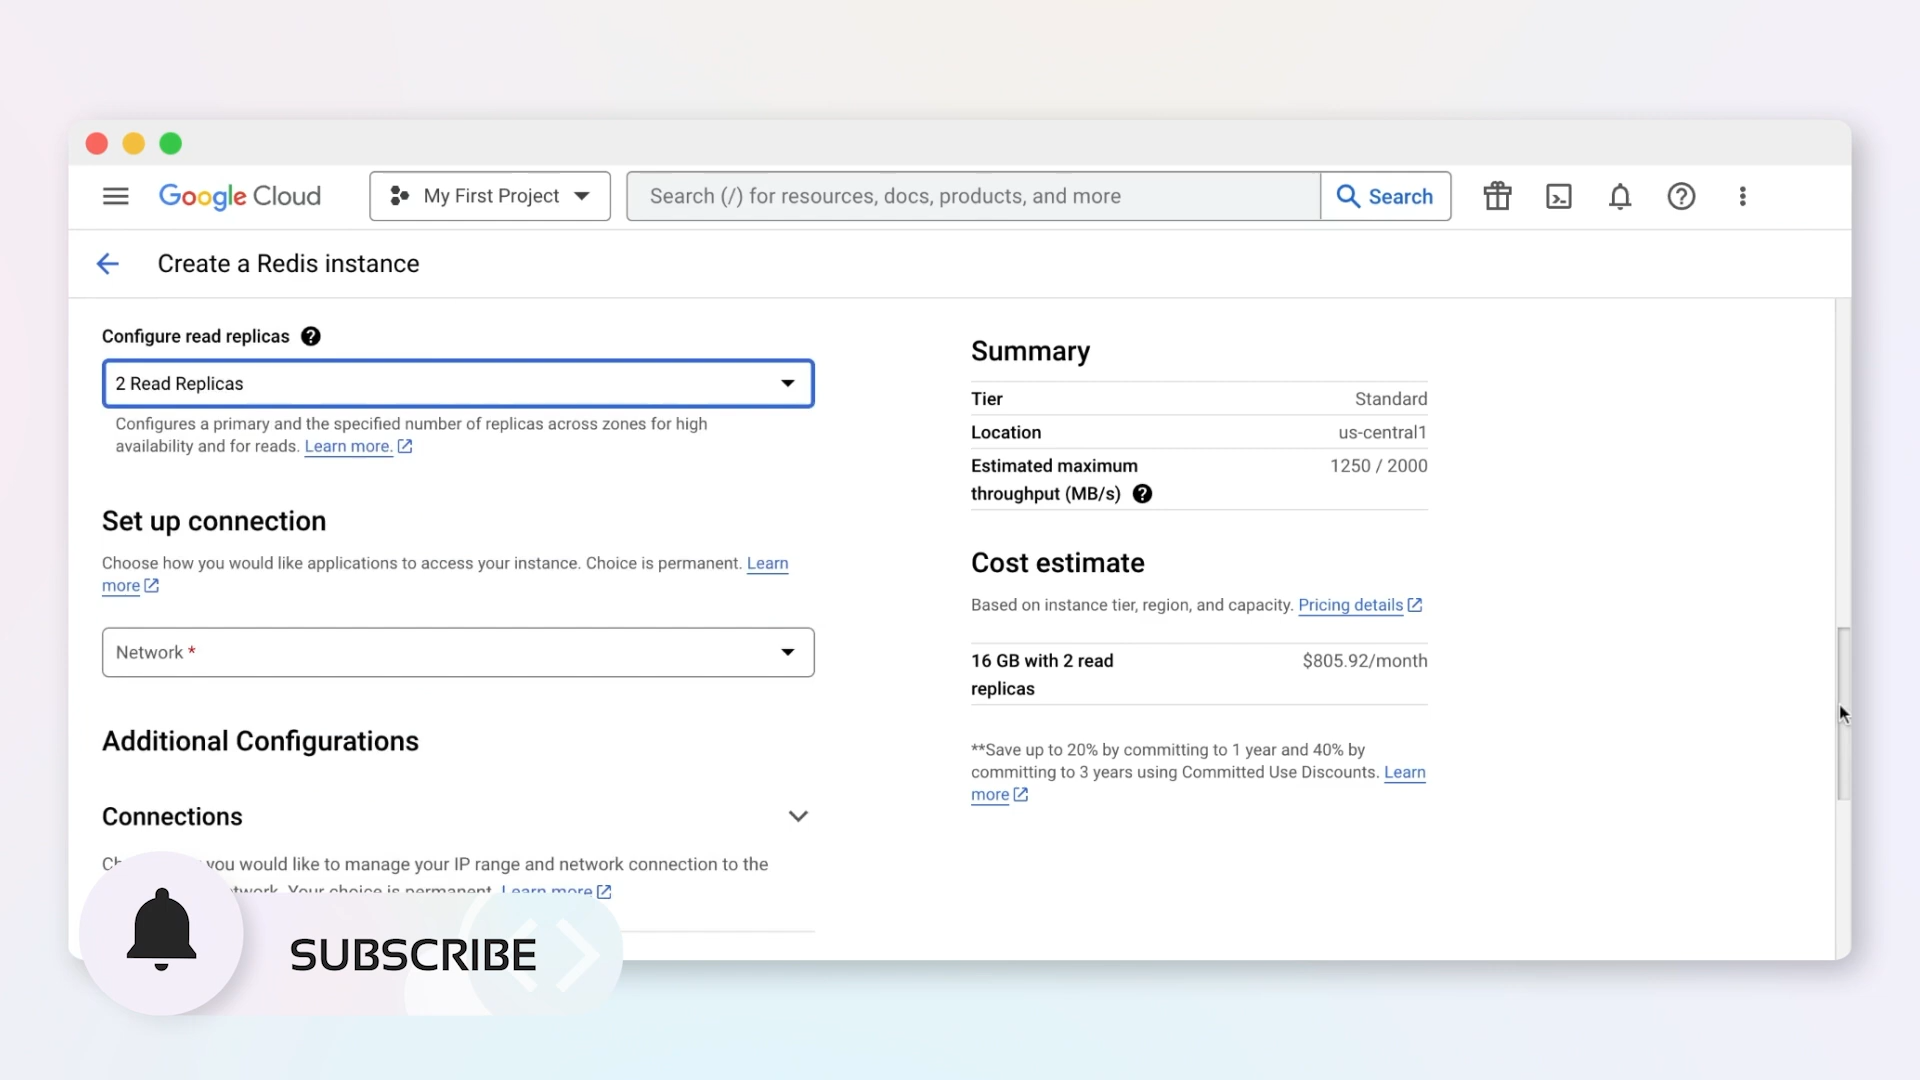 Google Cloud
My First Project
Search (/) for resources, docs, products, and more
Search
Create a Redis instance
Configure read replicas
2 Read Replicas
Configures a primary and the specified number of replicas across zones for high
availability and for reads. Learn more.
Set up connection
Choose how you would like applications to access your instance. Choice is permanent. Learn
more
Network *
Additional Configurations
Connections
you would like to manage your IP range and network connection to the
Your choice is permanent. Learn more
SUBSCRIBE
Summary
Tier Standard
Location us-central1
Estimated maximum 1250 / 2000
throughput (MB/s)
Cost estimate
Based on instance tier, region, and capacity. Pricing details
16 GB with 2 read $805.92/month
replicas
**Save up to 20% by committing to 1 year and 40% by
committing to 3 years using Committed Use Discounts. Learn
more